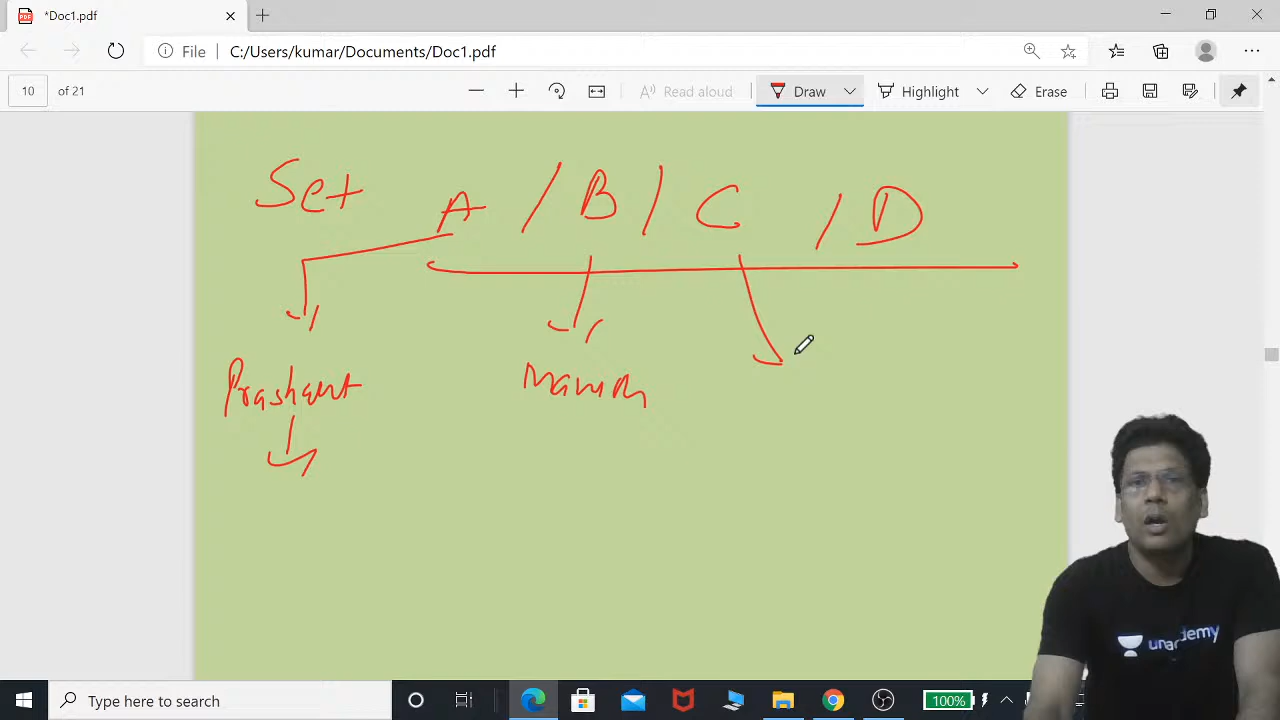 *Doc1.pdf
File C:/Users/kumar/Documents/Doc1.pdf
10 of 21 Read aloud Draw Highlight Erase
Set A / B / C / D
Prashant Manish
unacademy
Type here to search 100%